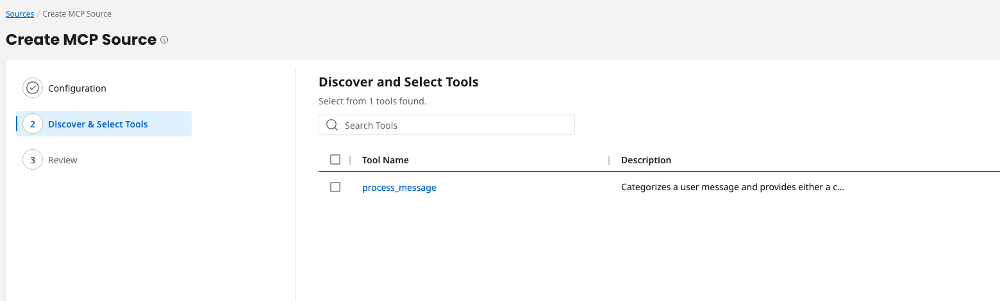 Sources / Create MCP Source
Create MCP Source
Configuration
2 Discover & Select Tools
3 Review
Discover and Select Tools
Select from 1 tools found.
Search Tools
Tool Name Description
process_message Categorizes a user message and provides either a c...